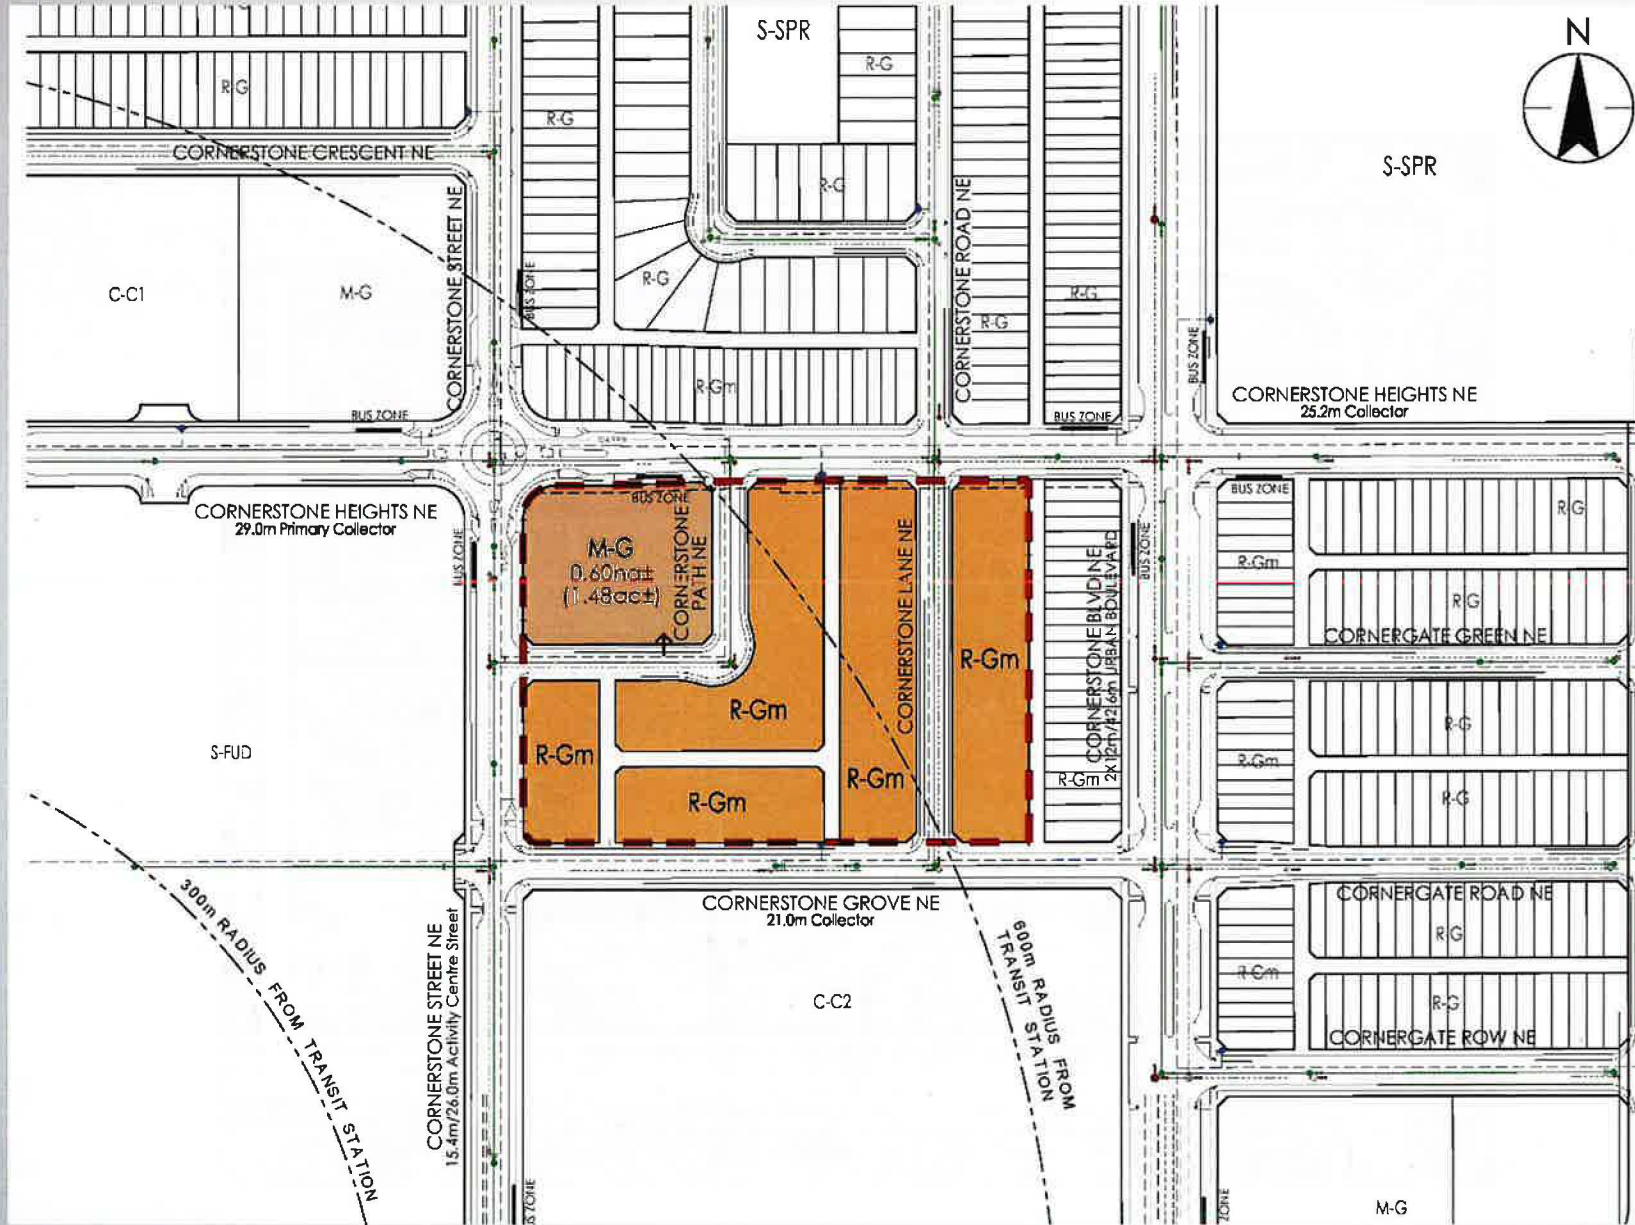 S-SPR
N
R-G
R-G
R-G
CORNERSTONE CRESCENT NE
S-SPR
R-G
CORNERSTONE STREET NE
CORNERSTONE ROAD NE
C-C1
M-G
BUS ZONE
R-G
R-G
R-G
BUS ZONE
R-Gm
CORNERSTONE HEIGHTS NE
25.2m Collector
BUS ZONE
BUS ZONE
CORNERSTONE HEIGHTS NE
29.0m Primary Collector
BUS ZONE
BUS ZONE
R-G
M-G
0.60ha±
(1.48ac±)
CORNERSTONE
PATH NE
BUS ZONE
BUS ZONE
CORNERSTONE LANE NE
CORNERSTONE BLVD NE
2X12m/42.6m URBAN BOULEVARD
R-Gm
R-G
CORNERGATE GREEN NE
R-Gm
R-Gm
R-G
S-FUD
R-Gm
R-Gm
R-Gm
R-Gm
R-Gm
R-G
R-Gm
300m RADIUS FROM TRANSIT STATION
CORNERSTONE GROVE NE
21.0m Collector
CORNERGATE ROAD NE
R-G
CORNERSTONE STREET NE
15.4m/26.0m Activity Centre Street
600m RADIUS FROM
TRANSIT STATION
C-C2
R-Gm
R-G
CORNERGATE ROW NE
ZONE
M-G